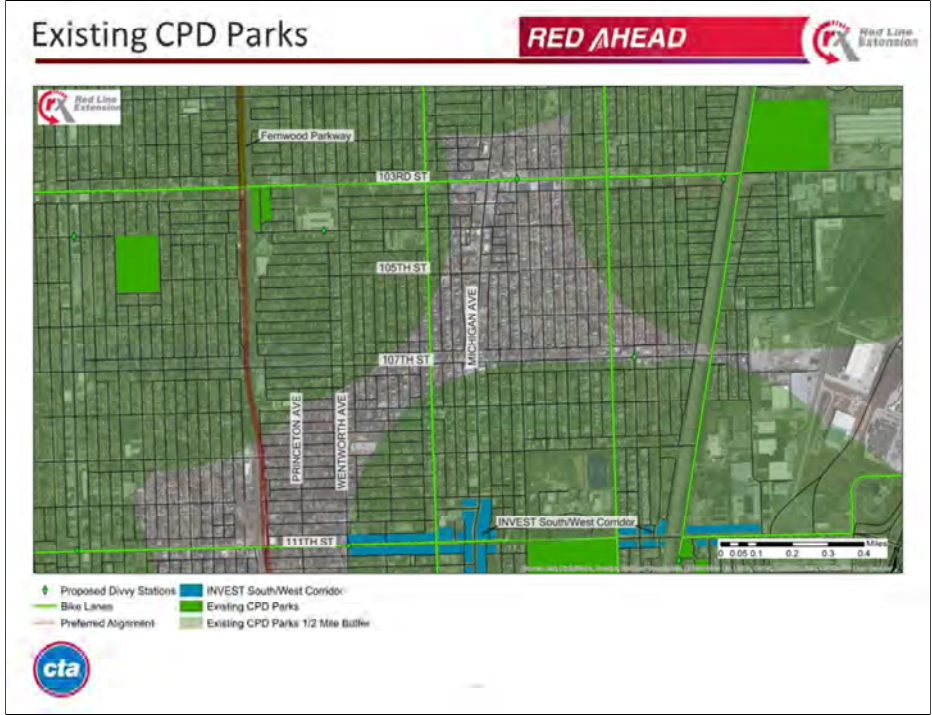 Existing CPD Parks
RED AHEAD
rX Red Line
Extension
rX Red Line
Extension
Fernwood Parkway
103RD ST
105TH ST
MICHIGAN AVE
107TH ST
PRINCETON AVE
WENTWORTH AVE
INVEST South/West Corridor
111TH ST
Miles
0 0.05 0.1 0.2 0.3 0.4
Proposed Divvy Stations
INVEST South/West Corridor
Bike Lanes
Existing CPD Parks
Preferred Alignment
Existing CPD Parks 1/2 Mile Buffer
cta